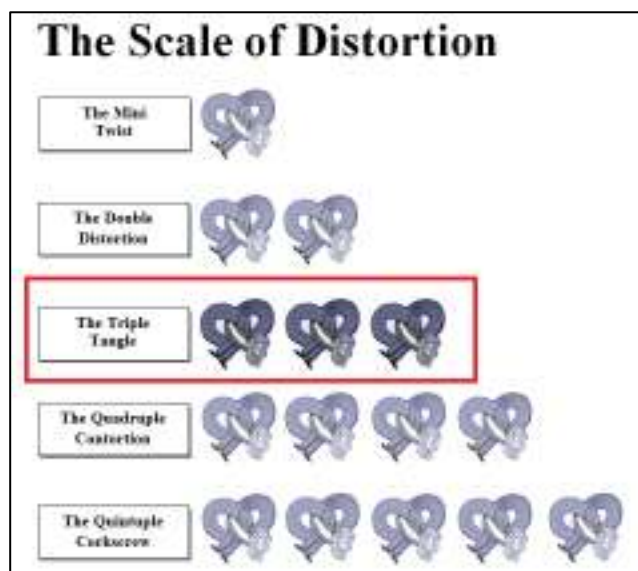 The Scale of Distortion
The Mini
Twist
The Double
Distortion
The Triple
Tangle
The Quadruple
Contortion
The Quintuple
Corkscrew